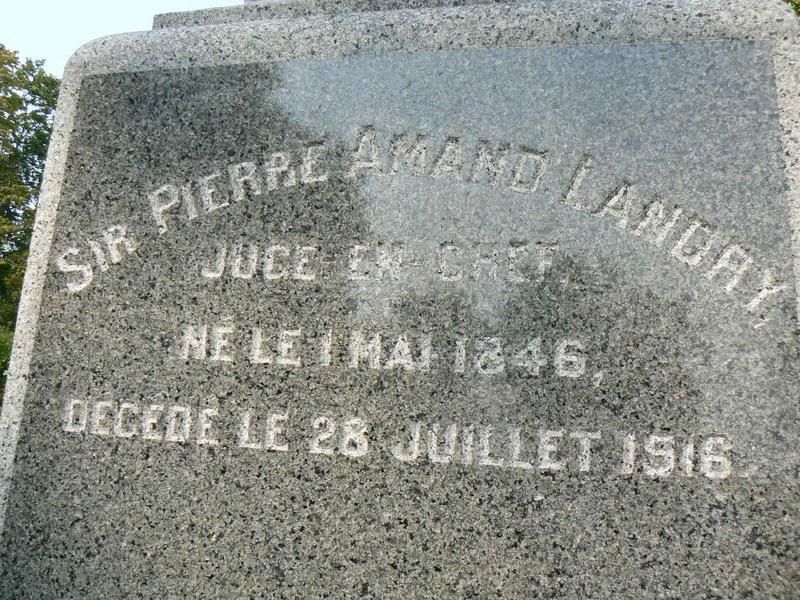 SIR PIERRE AMAND LANDRY,
JUGE-EN-CHEF,
NÉ LE 1 MAI 1846,
DÉCÉDÉ LE 28 JUILLET 1916.